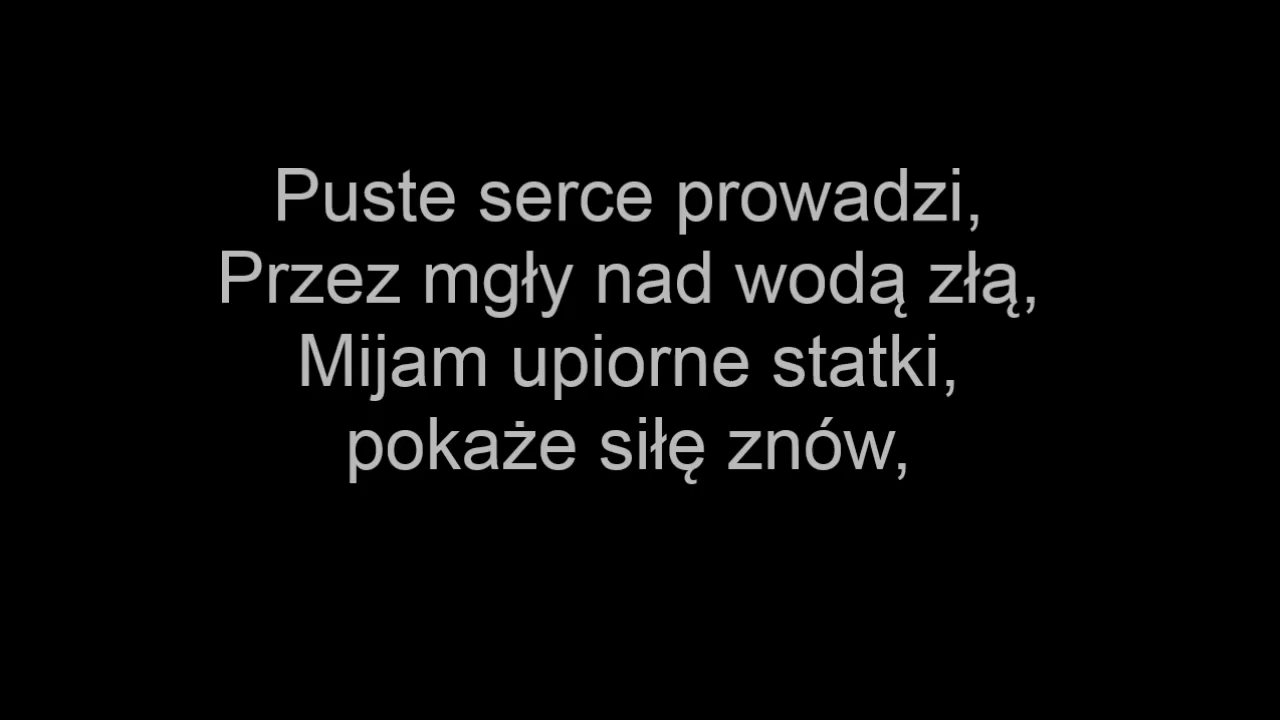 Puste serce prowadzi,
Przez mgły nad wodą złą,
Mijam upiorne statki,
pokaże siłę znów,